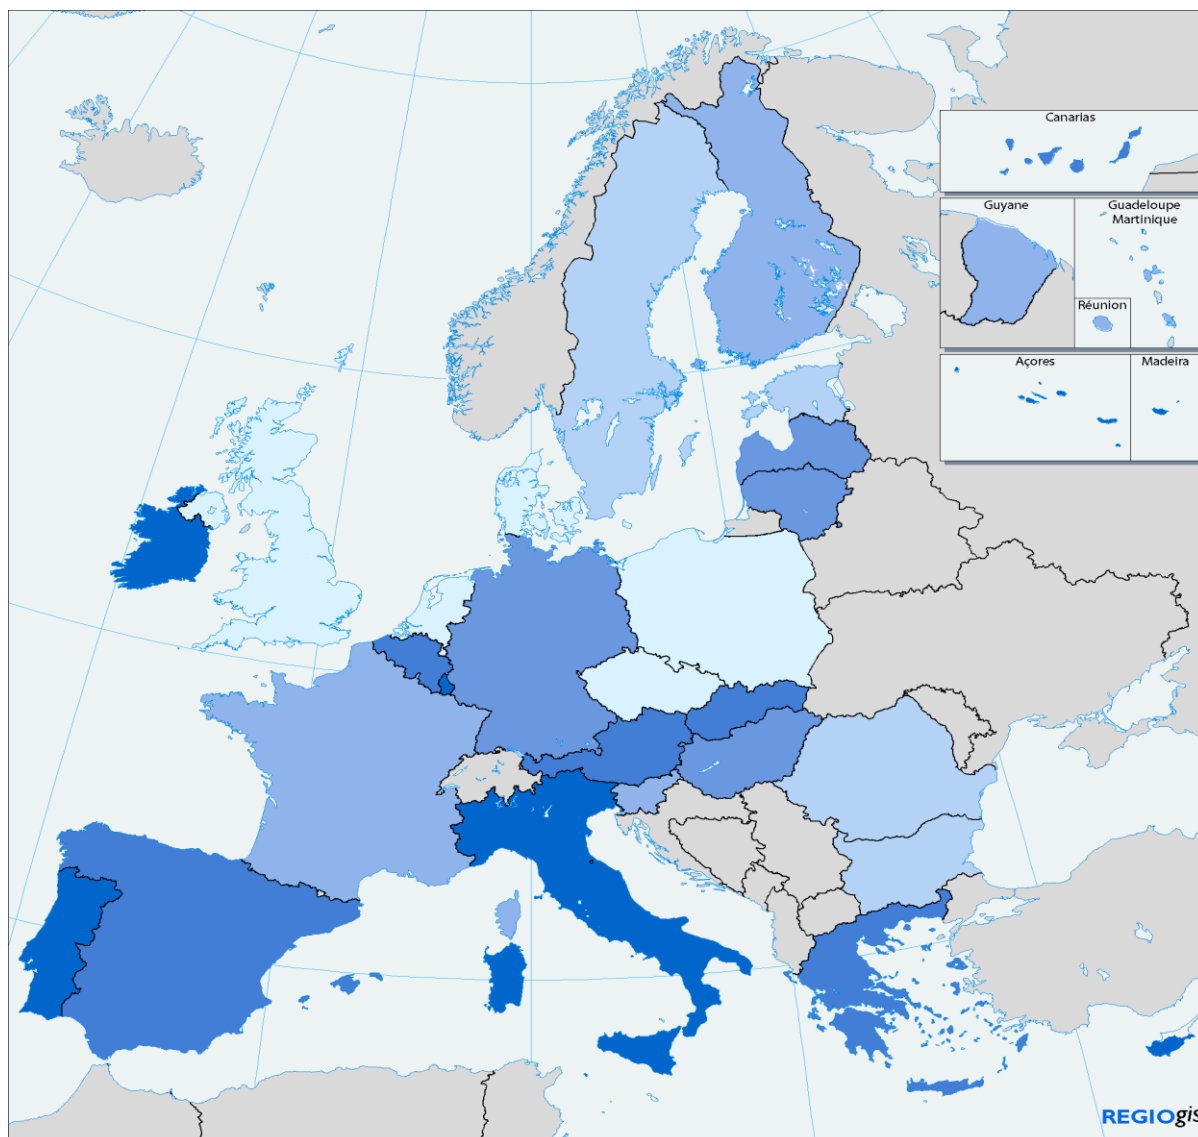 Canarias
Guyane
Guadeloupe
Martinique
Réunion
Açores
Madeira
REGIOgis